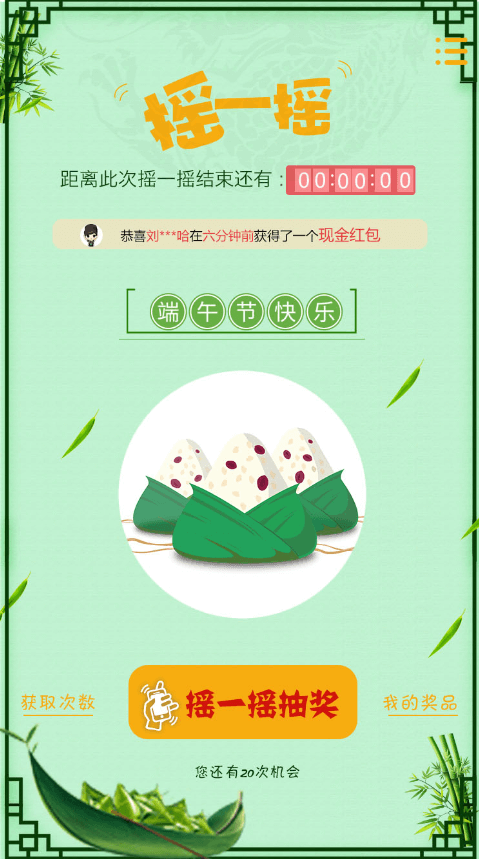 摇一摇
距离此次摇一摇结束还有：00:00:00
恭喜刘***哈在六分钟前获得了一个现金红包
端午节快乐
获取次数
摇一摇抽奖
我的奖品
您还有20次机会